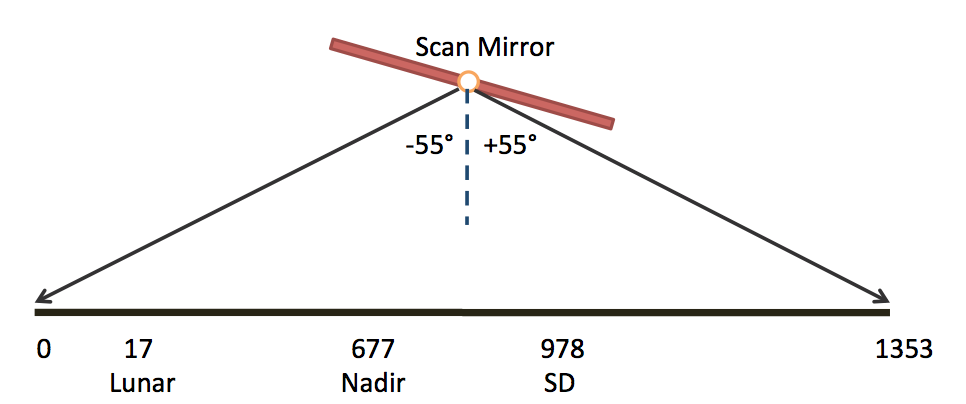 Scan Mirror
-55° +55°
0 17 677 978 1353
Lunar Nadir SD